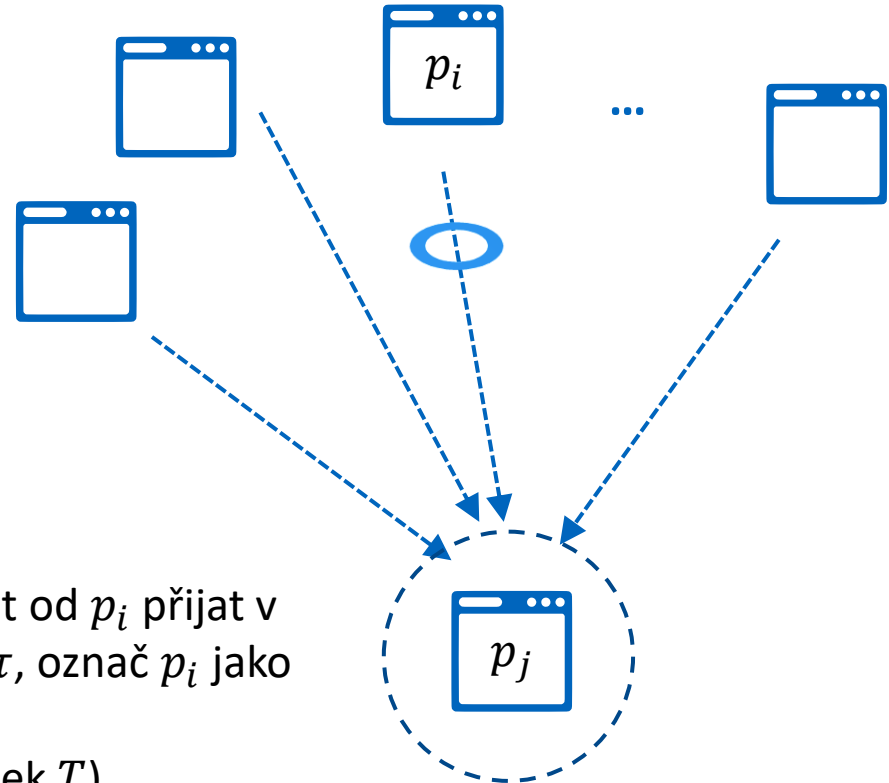 𝑝𝑖
...
t od 𝑝𝑖 přijat v
𝜏, označ 𝑝𝑖 jako
𝑝𝑗
ek 𝑇)